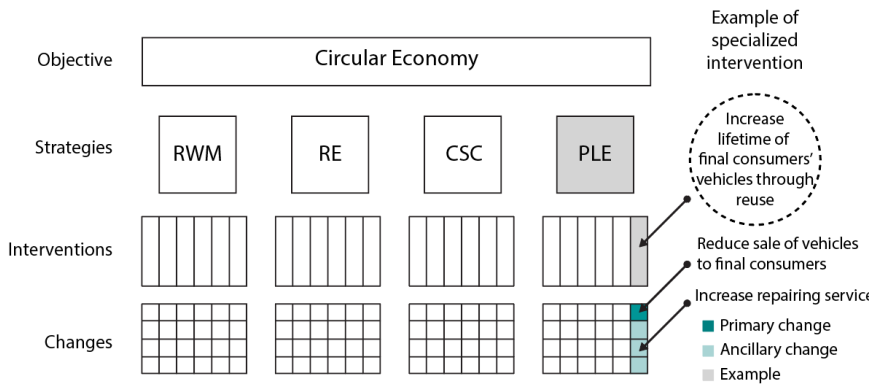 Objective
Circular Economy
Example of
specialized
intervention
Strategies
RWM
RE
CSC
PLE
Increase
lifetime of
final consumers'
vehicles through
reuse
Interventions
Reduce sale of vehicles
to final consumers
Increase repairing service
Changes
Primary change
Ancillary change
Example